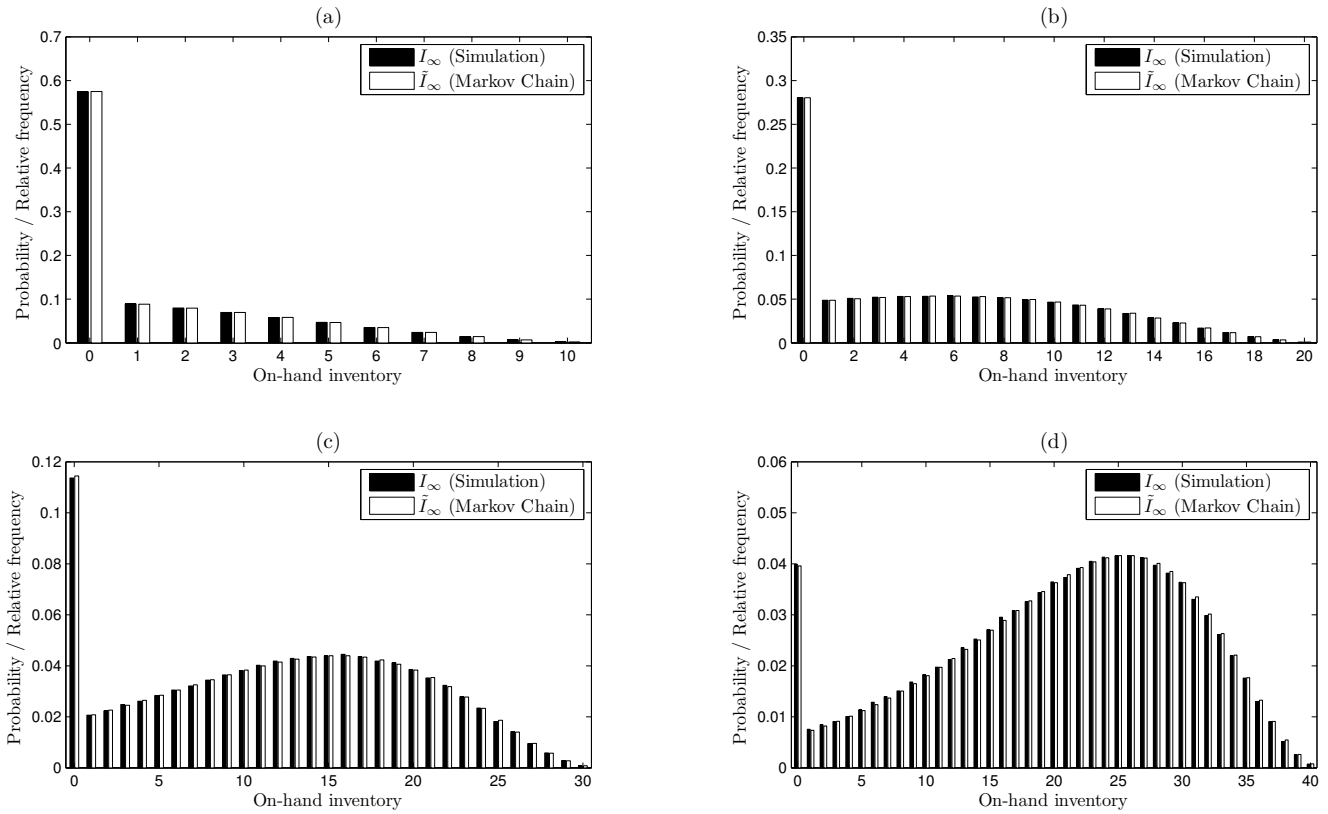 (a)
Probability / Relative frequency
0.7
0.6
0.5
0.4
0.3
0.2
0.1
0
I∞ (Simulation)
Ĩ∞ (Markov Chain)
0 1 2 3 4 5 6 7 8 9 10
On-hand inventory
(b)
Probability / Relative frequency
0.35
0.3
0.25
0.2
0.15
0.1
0.05
0
I∞ (Simulation)
Ĩ∞ (Markov Chain)
0 2 4 6 8 10 12 14 16 18 20
On-hand inventory
(c)
Probability / Relative frequency
0.12
0.1
0.08
0.06
0.04
0.02
0
I∞ (Simulation)
Ĩ∞ (Markov Chain)
0 5 10 15 20 25 30
On-hand inventory
(d)
Probability / Relative frequency
0.06
0.05
0.04
0.03
0.02
0.01
0
I∞ (Simulation)
Ĩ∞ (Markov Chain)
0 5 10 15 20 25 30 35 40
On-hand inventory